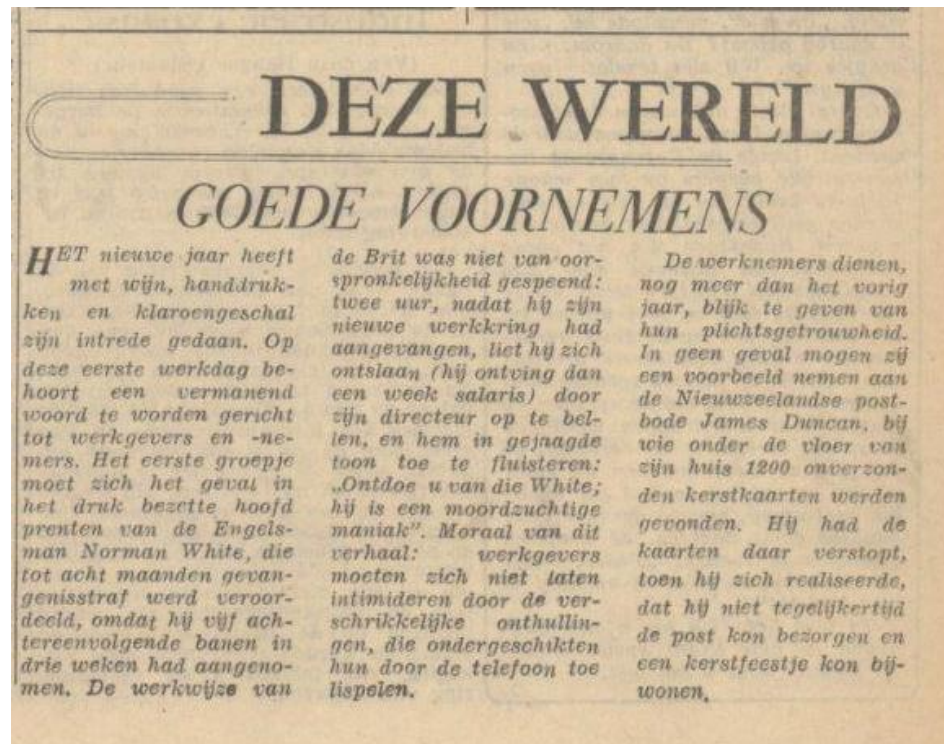 DEZE WERELD
GOEDE VOORNEMENS
HET nieuwe jaar heeft
met wijn, handdruk-
ken en klaroengeschal
zijn intrede gedaan. Op
deze eerste werkdag be-
hoort een vermanend
woord te worden gericht
tot werkgevers en -ne-
mers. Het eerste groepje
moet zich het geval in
het druk bezette hoofd
prenten van de Engels-
man Norman White, die
tot acht maanden gevan-
genisstraf werd veroor-
deeld, omdat hij vijf ach-
tereenvolgende banen in
drie weken had aangeno-
men. De werkwijze van
de Brit was niet van oor-
spronkelijkheid gespeend:
twee uur, nadat hij zijn
nieuwe werkkring had
aangevangen, liet hij zich
ontslaan (hij ontving dan
een week salaris) door
zijn directeur op te bel-
len, en hem in gejaagde
toon toe te fluisteren:
„Ontdoe u van die White;
hij is een moordzuchtige
maniak”. Moraal van dit
verhaal: werkgevers
moeten zich niet laten
intimideren door de ver-
schrikkelijke onthullin-
gen, die ondergeschikten
hun door de telefoon toe
lispelen.
De werknemers dienen,
nog meer dan het vorig
jaar, blijk te geven van
hun plichtsgetrouwheid.
In geen geval mogen zij
een voorbeeld nemen aan
de Nieuwzeelandse post-
bode James Duncan, bij
wie onder de vloer van
zijn huis 1200 onverzon-
den kerstkaarten werden
gevonden. Hij had de
kaarten daar verstopt,
toen hij zich realiseerde,
dat hij niet tegelijkertijd
de post kon bezorgen en
een kerstfeestje kon bij-
wonen.